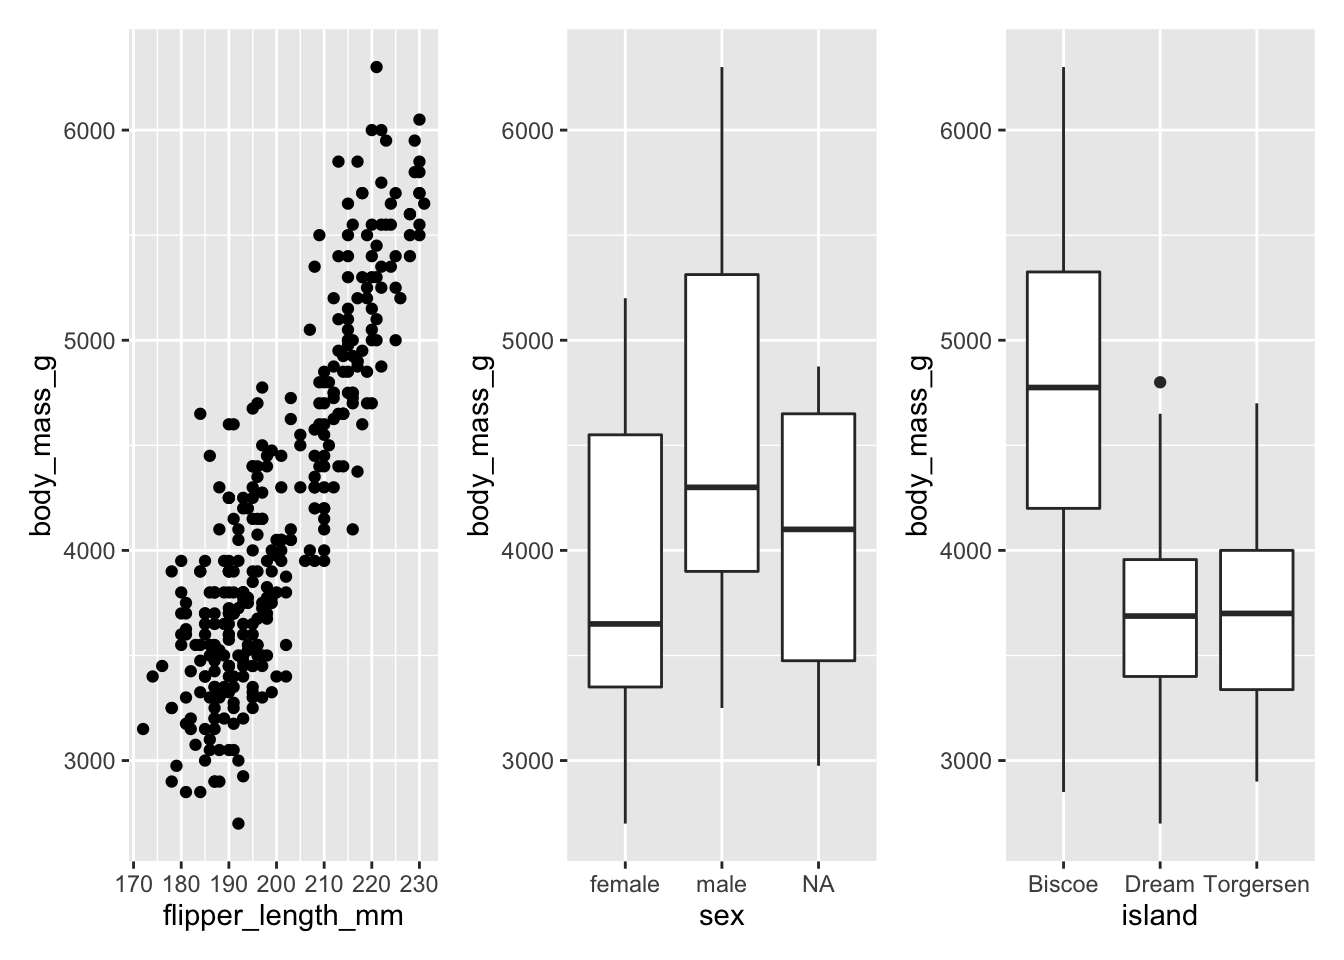 body_mass_g
6000
5000
4000
3000
170 180 190 200 210 220 230
flipper_length_mm
body_mass_g
6000
5000
4000
3000
female male NA
sex
body_mass_g
6000
5000
4000
3000
Biscoe Dream Torgersen
island